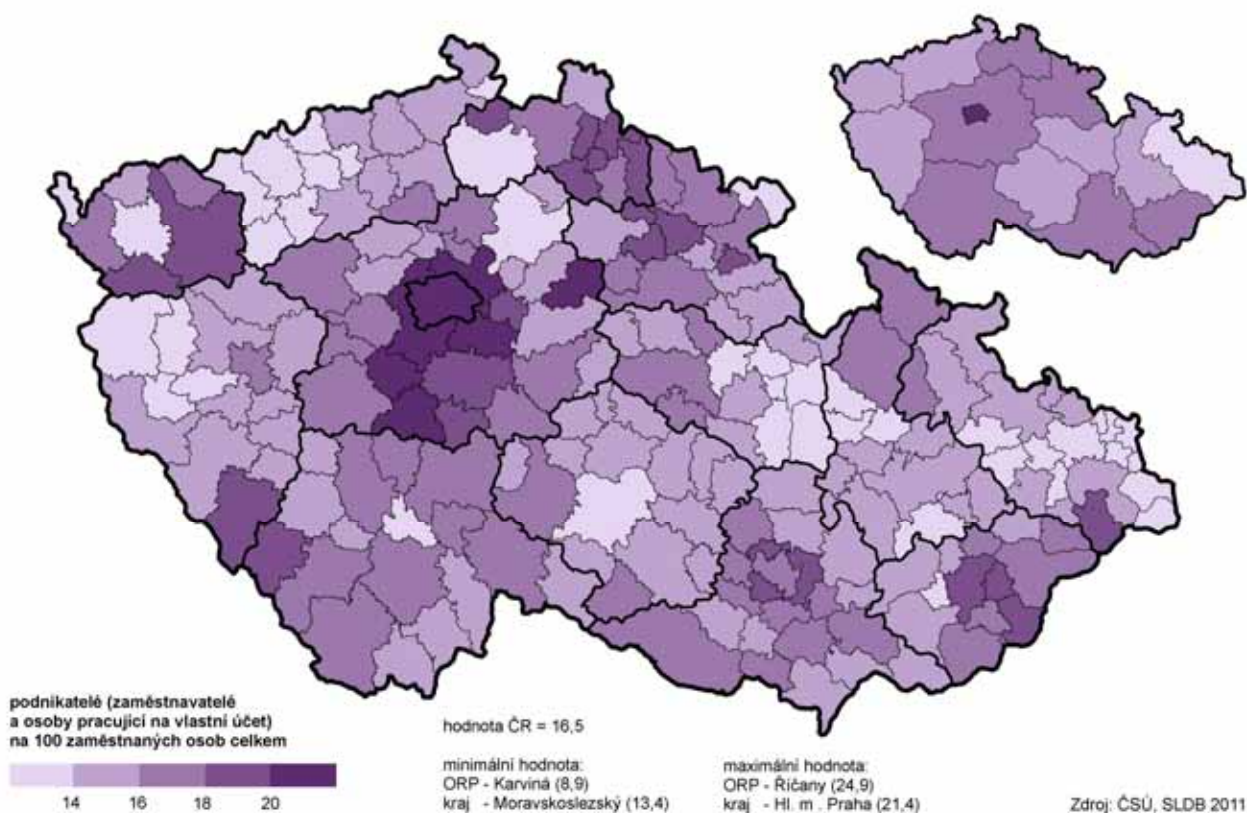 podnikatelé (zaměstnavatelé
a osoby pracující na vlastní účet)
na 100 zaměstnaných osob celkem
14 16 18 20
hodnota ČR = 16,5
minimální hodnota:
ORP - Karviná (8,9)
kraj - Moravskoslezský (13,4)
maximální hodnota:
ORP - Říčany (24,9)
kraj - Hl. m . Praha (21,4)
Zdroj: ČSÚ, SLDB 2011